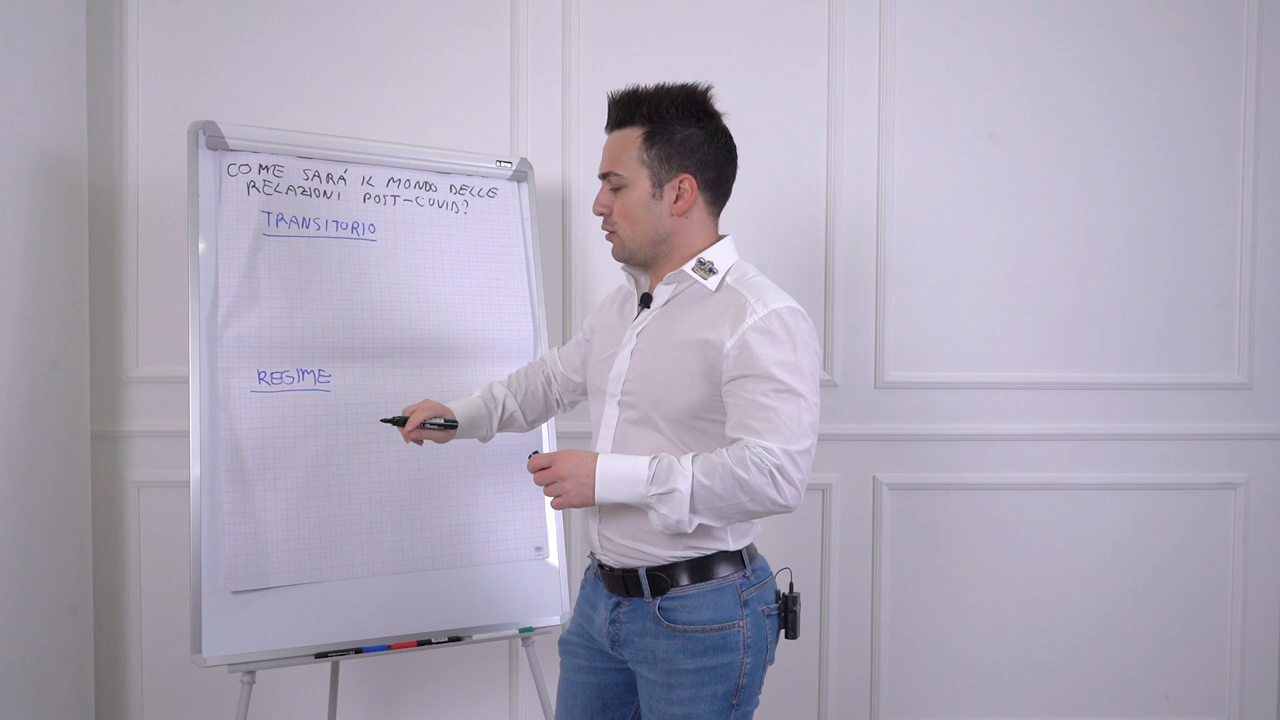 COME SARÁ IL MONDO DELLE
RELAZIONI POST-COVID?
TRANSITORIO
REGIME